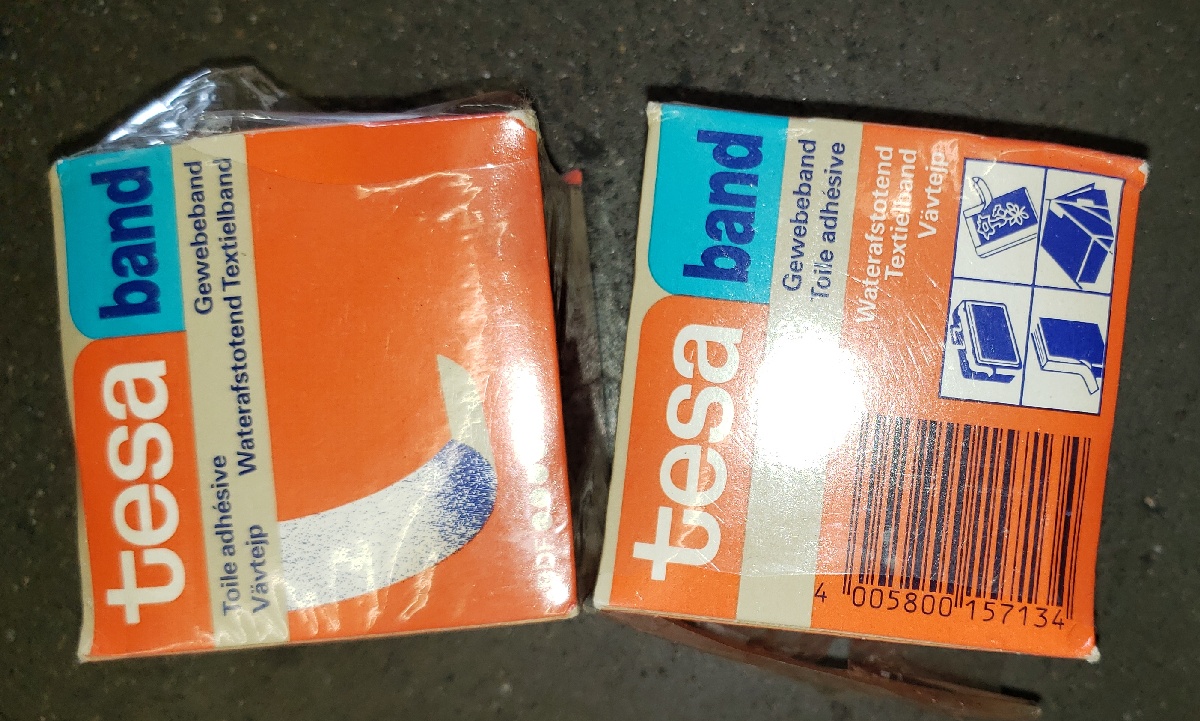 tesa band
Gewebeband
Toile adhésive Waterafstotend Textielband
Vävtejp
tesa band
Gewebeband
Toile adhésive
Waterafstotend
Textielband
Vävtejp
4 005800 157134